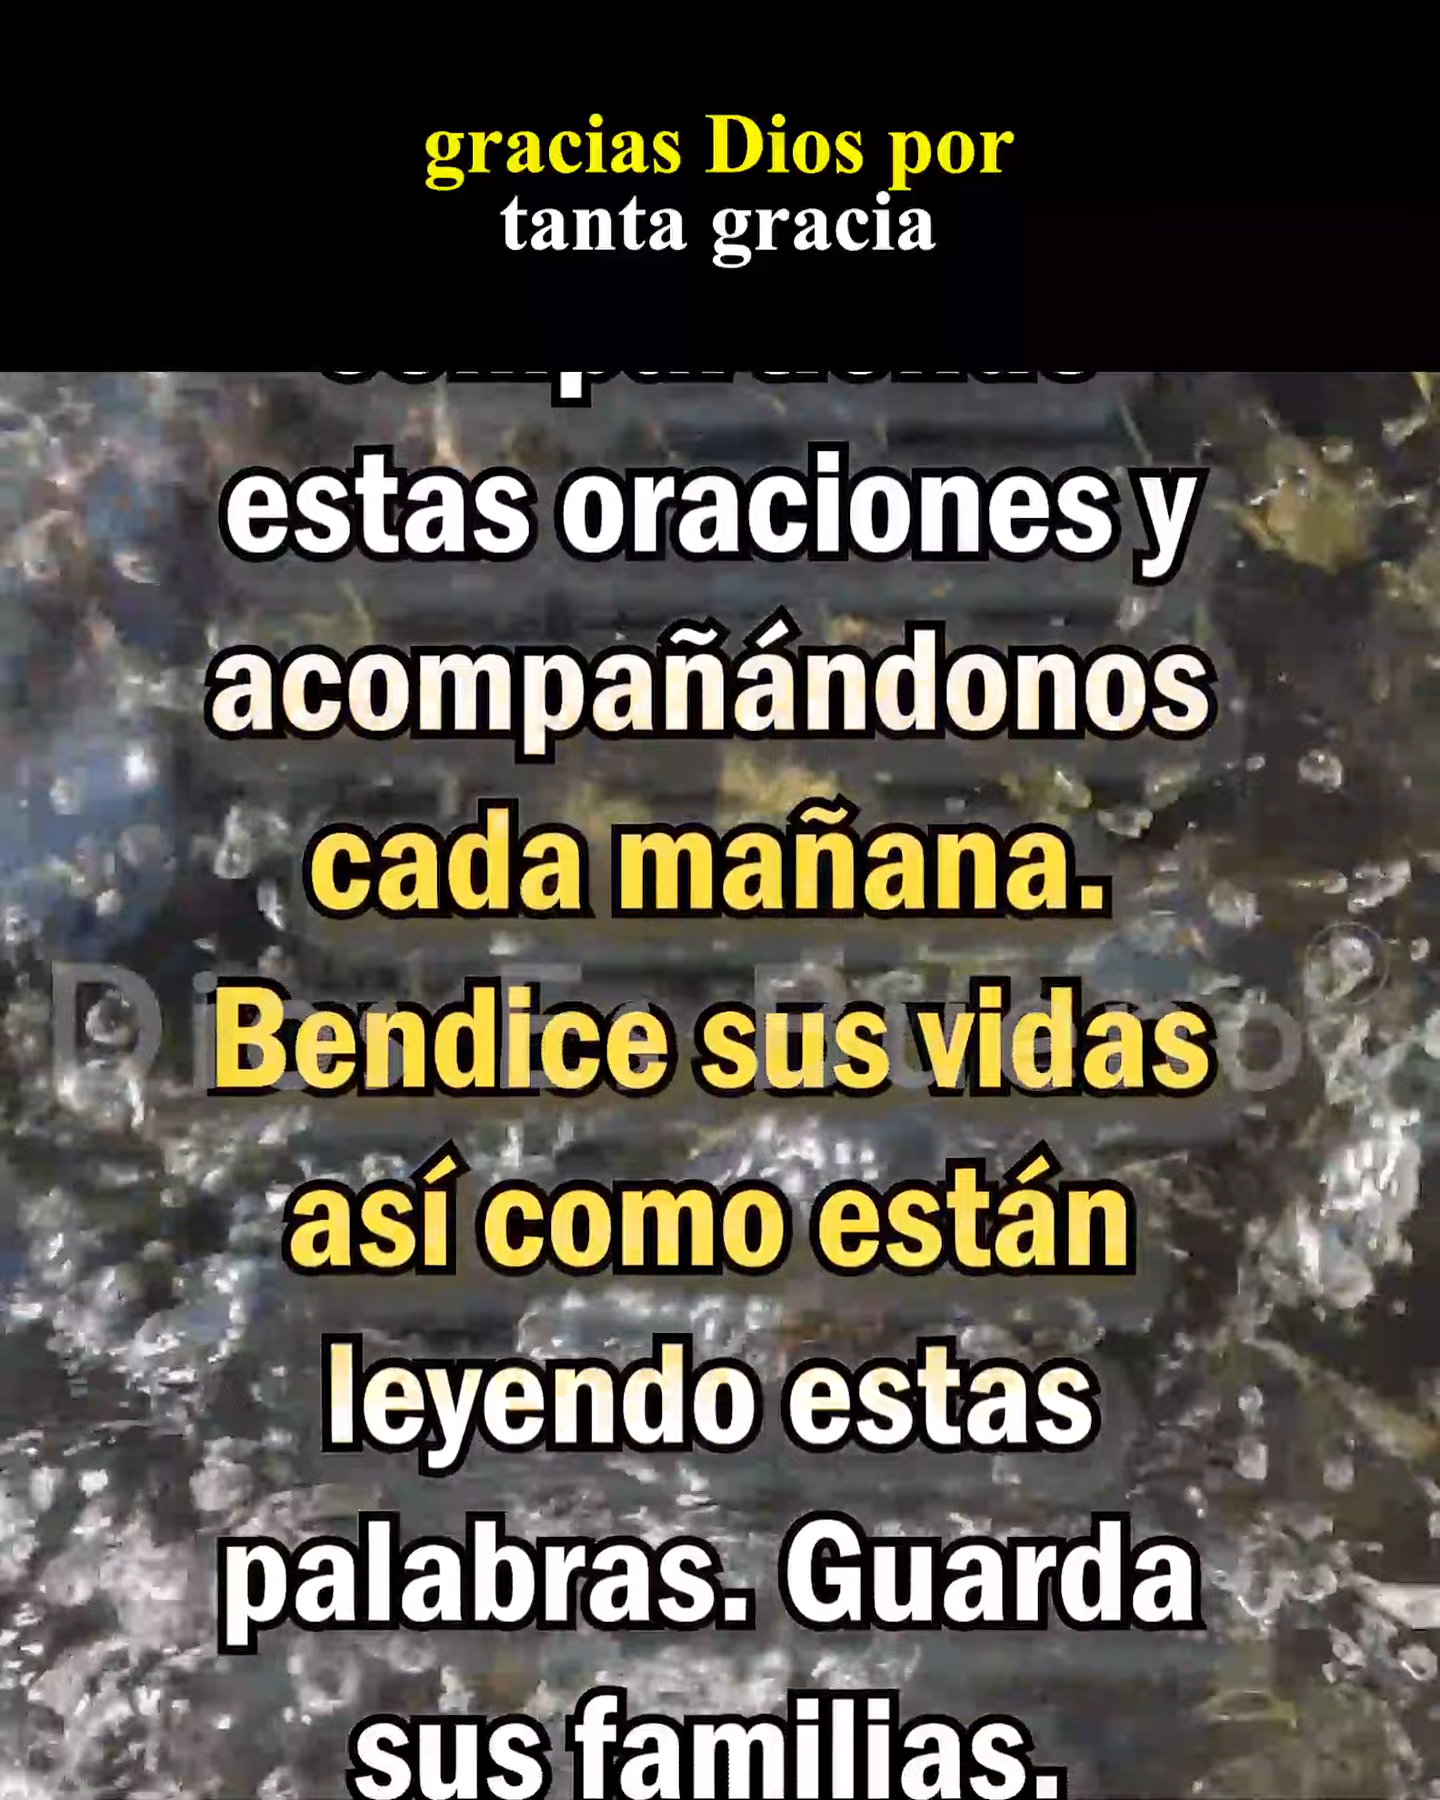 gracias Dios por
tanta gracia
estas oraciones y
acompañándonos
cada mañana.
Bendice sus vidas
así como están
leyendo estas
palabras. Guarda
sus familias.